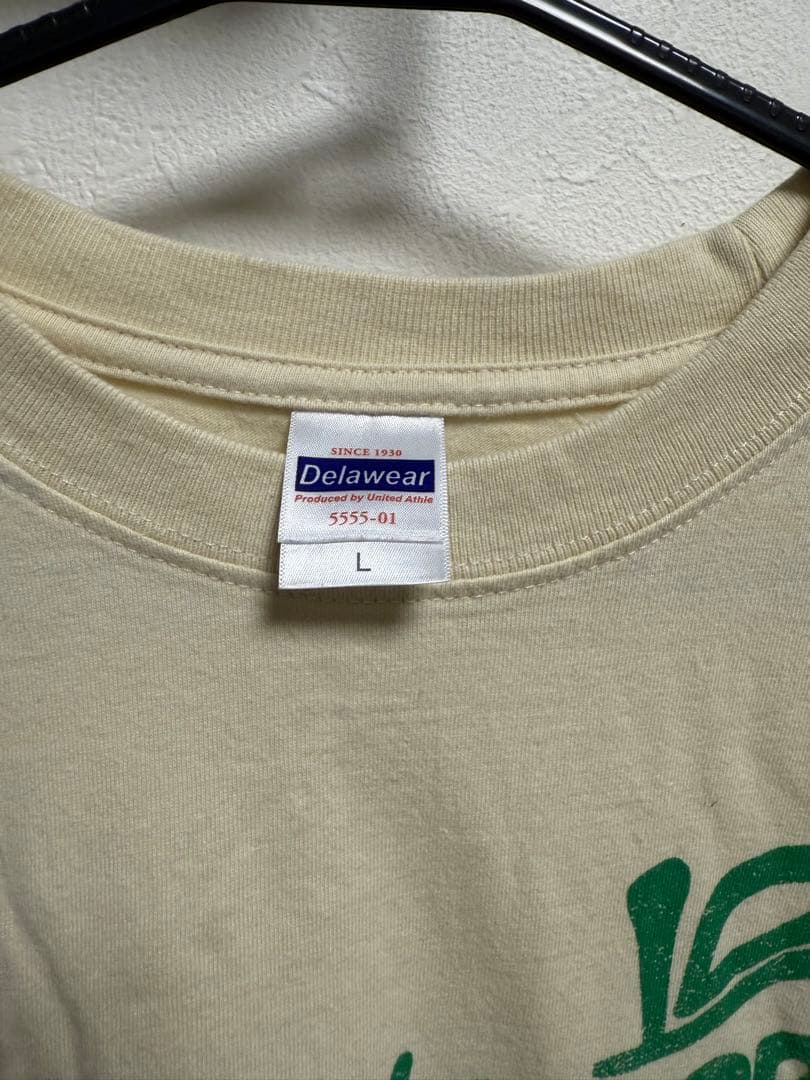 SINCE 1930
Delawear
Produced by United Athle
5555-01
L